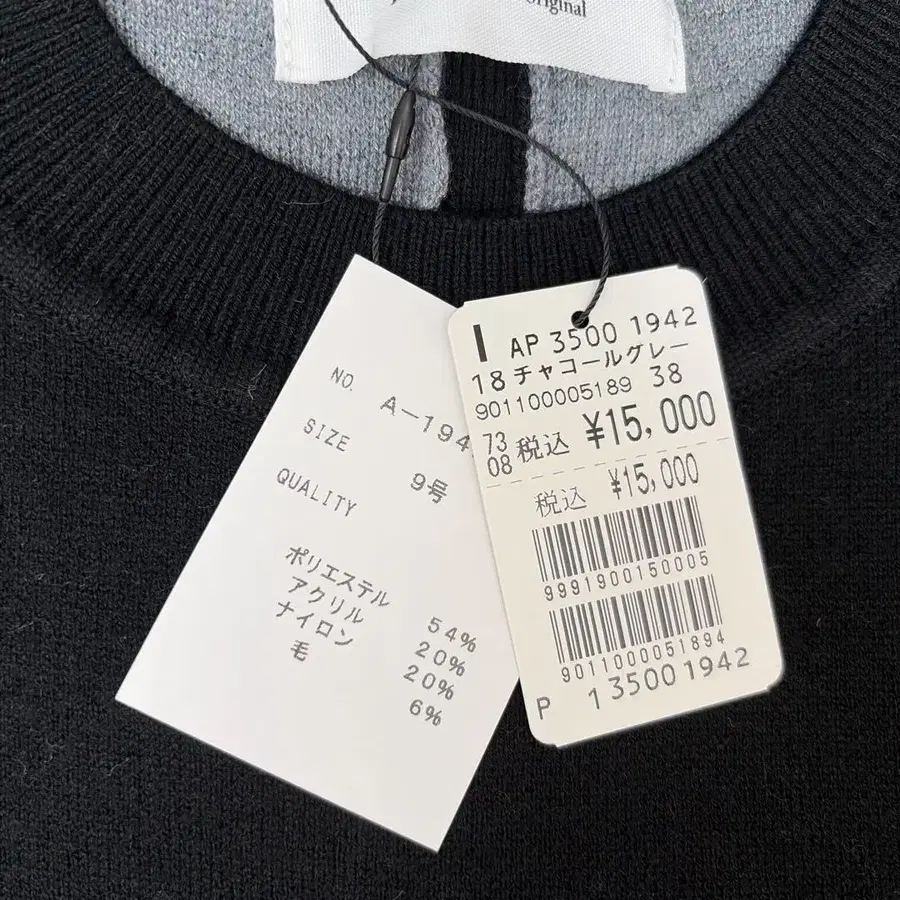 original
NO. A-194
SIZE 9号
QUALITY
ポリエステル 54%
アクリル 20%
ナイロン 20%
毛 6%
I AP 3500 1942
18 チャコールグレー
901100005189 38
73
08 税込 ¥15,000
税込 ¥15,000
9991900150005
9011000051894
P 1 3500 1942